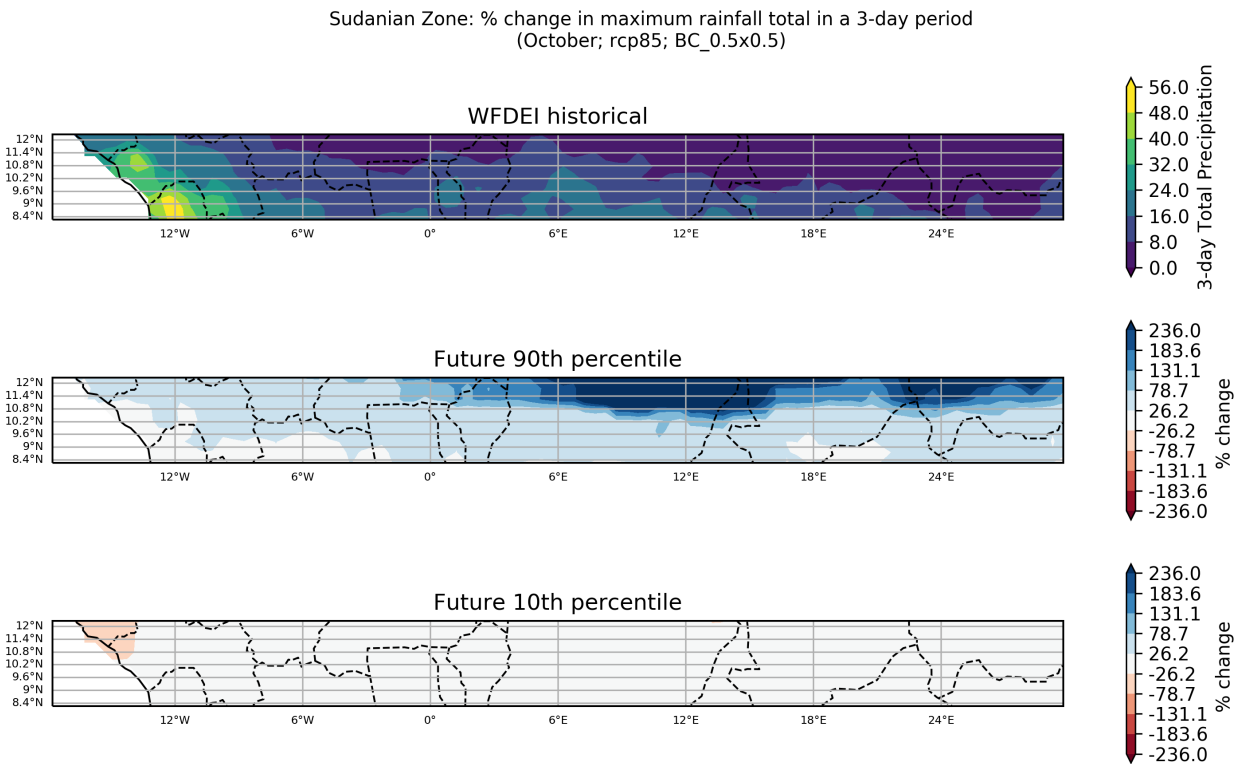 Sudanian Zone: % change in maximum rainfall total in a 3-day period
(October; rcp85; BC_0.5x0.5)
WFDEI historical
12°N
11.4°N
10.8°N
10.2°N
9.6°N
9°N
8.4°N
12°W
6°W
0°
6°E
12°E
18°E
24°E
56.0
48.0
40.0
32.0
24.0
16.0
8.0
0.0
3-day Total Precipitation
Future 90th percentile
12°N
11.4°N
10.8°N
10.2°N
9.6°N
9°N
8.4°N
12°W
6°W
0°
6°E
12°E
18°E
24°E
236.0
183.6
131.1
78.7
26.2
-26.2
-78.7
-131.1
-183.6
-236.0
% change
Future 10th percentile
12°N
11.4°N
10.8°N
10.2°N
9.6°N
9°N
8.4°N
12°W
6°W
0°
6°E
12°E
18°E
24°E
236.0
183.6
131.1
78.7
26.2
-26.2
-78.7
-131.1
-183.6
-236.0
% change